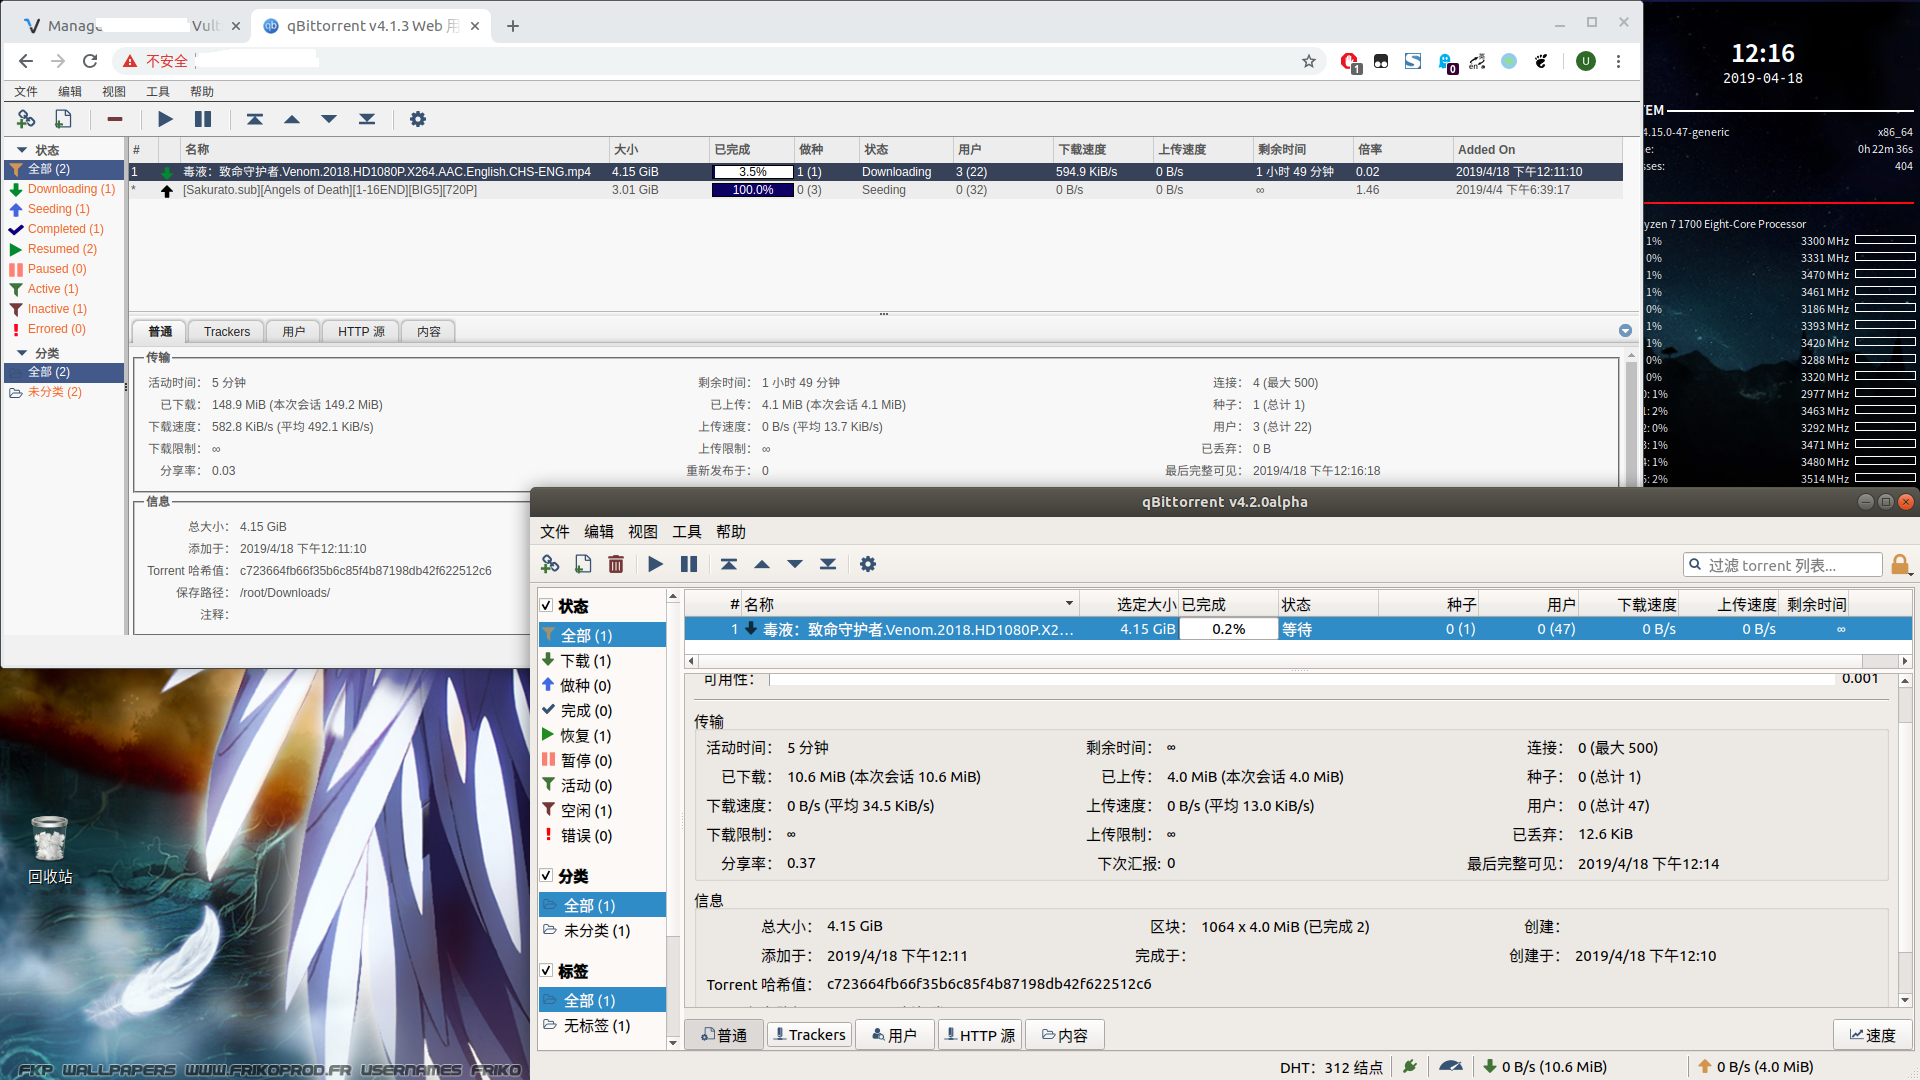 Manage Vult
qBittorrent v4.1.3 Web 用
不安全
1
0
en
U
文件 编辑 视图 工具 帮助
状态
全部 (2)
Downloading (1)
Seeding (1)
Completed (1)
Resumed (2)
Paused (0)
Active (1)
Inactive (1)
Errored (0)
分类
全部 (2)
未分类 (2)
# 名称 大小 已完成 做种 状态 用户 下载速度 上传速度 剩余时间 倍率 Added On
1 毒液：致命守护者.Venom.2018.HD1080P.X264.AAC.English.CHS-ENG.mp4 4.15 GiB 3.5% 1 (1) Downloading 3 (22) 594.9 KiB/s 0 B/s 1 小时 49 分钟 0.02 2019/4/18 下午12:11:10
* [Sakurato.sub][Angels of Death][1-16END][BIG5][720P] 3.01 GiB 100.0% 0 (3) Seeding 0 (32) 0 B/s 0 B/s ∞ 1.46 2019/4/4 下午6:39:17
普通 Trackers 用户 HTTP 源 内容
传输
活动时间： 5 分钟 剩余时间： 1 小时 49 分钟 连接： 4 (最大 500)
已下载： 148.9 MiB (本次会话 149.2 MiB) 已上传： 4.1 MiB (本次会话 4.1 MiB) 种子： 1 (总计 1)
下载速度： 582.8 KiB/s (平均 492.1 KiB/s) 上传速度： 0 B/s (平均 13.7 KiB/s) 用户： 3 (总计 22)
下载限制： ∞ 上传限制： ∞ 已丢弃： 0 B
分享率： 0.03 重新发布于： 0 最后完整可见： 2019/4/18 下午12:16:18
信息
总大小： 4.15 GiB
添加于： 2019/4/18 下午12:11:10
Torrent 哈希值： c723664fb66f35b6c85f4b87198db42f622512c6
保存路径： /root/Downloads/
注释：
12:16
2019-04-18
TEM
4.15.0-47-generic x86_64
e: 0h 22m 36s
sses: 404
yzen 7 1700 Eight-Core Processor
1% 3300 MHz
0% 3331 MHz
1% 3470 MHz
1% 3461 MHz
0% 3186 MHz
1% 3393 MHz
1% 3420 MHz
0% 3288 MHz
0% 3320 MHz
0: 1% 2977 MHz
1: 2% 3463 MHz
2: 0% 3292 MHz
3: 1% 3471 MHz
4: 1% 3480 MHz
5: 2% 3514 MHz
qBittorrent v4.2.0alpha
文件 编辑 视图 工具 帮助
过滤 torrent 列表...
状态
全部 (1)
下载 (1)
做种 (0)
完成 (0)
恢复 (1)
暂停 (0)
活动 (0)
空闲 (1)
错误 (0)
分类
全部 (1)
未分类 (1)
标签
全部 (1)
无标签 (1)
# 名称 选定大小 已完成 状态 种子 用户 下载速度 上传速度 剩余时间
1 毒液：致命守护者.Venom.2018.HD1080P.X2... 4.15 GiB 0.2% 等待 0 (1) 0 (47) 0 B/s 0 B/s ∞
可用性： 0.001
传输
活动时间： 5 分钟 剩余时间： ∞ 连接： 0 (最大 500)
已下载： 10.6 MiB (本次会话 10.6 MiB) 已上传： 4.0 MiB (本次会话 4.0 MiB) 种子： 0 (总计 1)
下载速度： 0 B/s (平均 34.5 KiB/s) 上传速度： 0 B/s (平均 13.0 KiB/s) 用户： 0 (总计 47)
下载限制： ∞ 上传限制： ∞ 已丢弃： 12.6 KiB
分享率： 0.37 下次汇报: 0 最后完整可见： 2019/4/18 下午12:14
信息
总大小： 4.15 GiB 区块： 1064 x 4.0 MiB (已完成 2) 创建：
添加于： 2019/4/18 下午12:11 完成于： 创建于： 2019/4/18 下午12:10
Torrent 哈希值： c723664fb66f35b6c85f4b87198db42f622512c6
普通 Trackers 用户 HTTP 源 内容 速度
DHT：312 结点 0 B/s (10.6 MiB) 0 B/s (4.0 MiB)
回收站
FKP WALLPAPERS WWW.FRIKOPROD.FR USERNAMES FRIKO